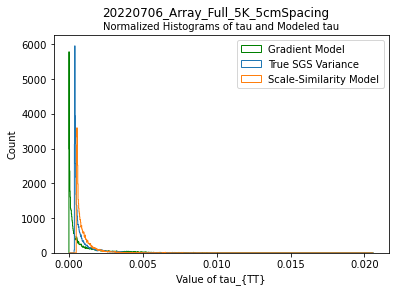 20220706_Array_Full_5K_5cmSpacing
Normalized Histograms of tau and Modeled tau
6000
5000
4000
3000
2000
1000
0
Count
Gradient Model
True SGS Variance
Scale-Similarity Model
0.000 0.005 0.010 0.015 0.020
Value of tau_{TT}